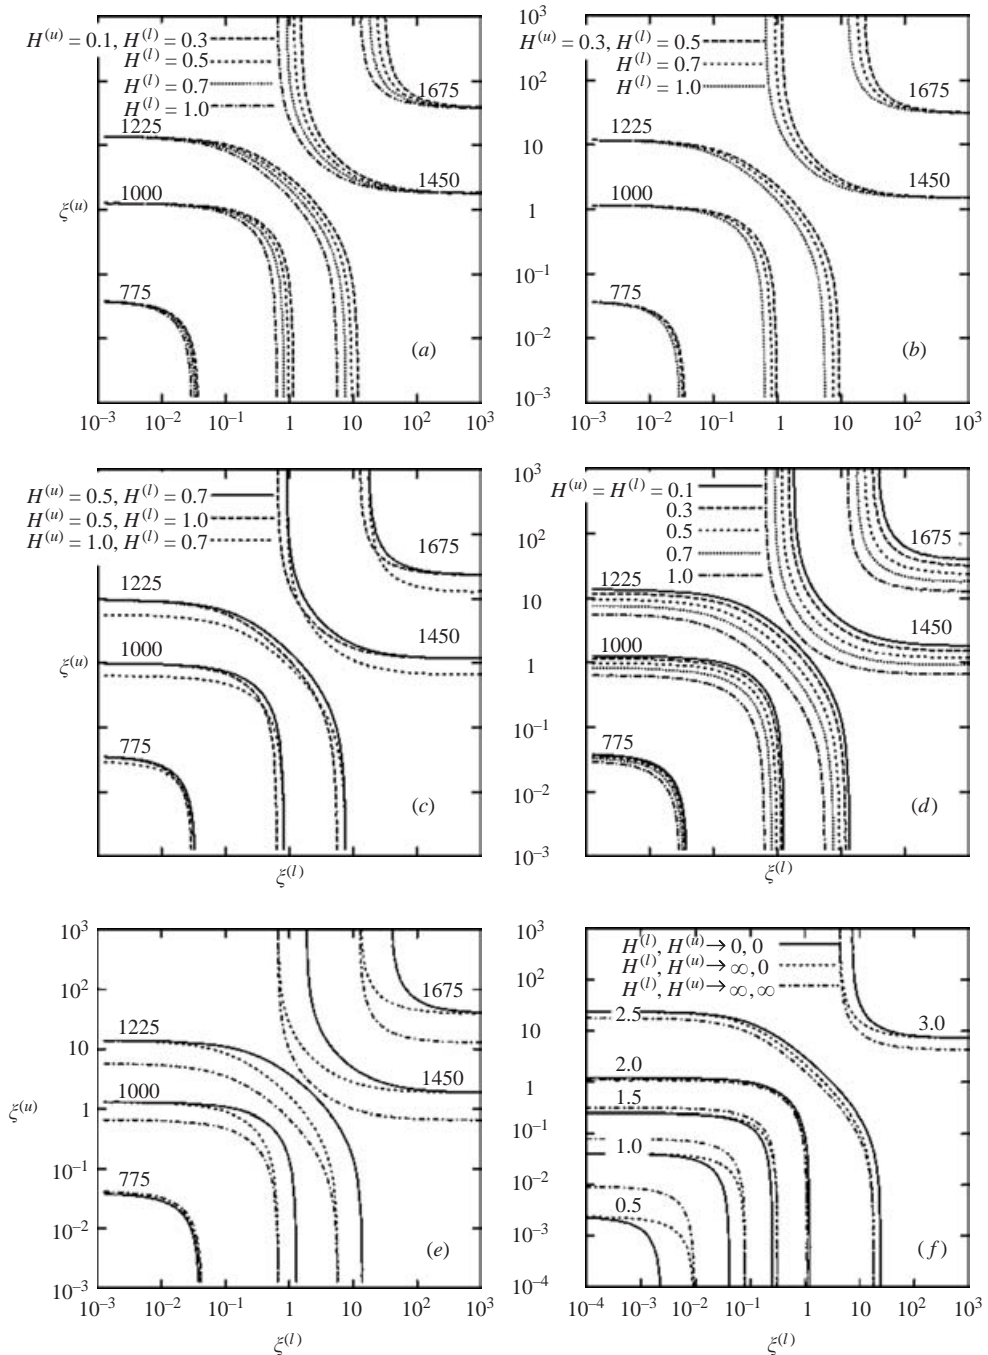 H^{(u)} = 0.1, H^{(l)} = 0.3
H^{(l)} = 0.5
H^{(l)} = 0.7
H^{(l)} = 1.0
1675
1225
1450
1000
ξ^{(u)}
775
(a)
10^{−3} 10^{−2} 10^{−1} 1 10 10^2 10^3
10^3
H^{(u)} = 0.3, H^{(l)} = 0.5
H^{(l)} = 0.7
10^2
H^{(l)} = 1.0
1675
1225
10
1450
1000
1
10^{−1}
775
10^{−2}
(b)
10^{−3}
10^{−3} 10^{−2} 10^{−1} 1 10 10^2 10^3
H^{(u)} = 0.5, H^{(l)} = 0.7
H^{(u)} = 0.5, H^{(l)} = 1.0
H^{(u)} = 1.0, H^{(l)} = 0.7
1675
1225
1450
1000
ξ^{(u)}
775
(c)
ξ^{(l)}
10^3
H^{(u)} = H^{(l)} = 0.1
0.3
0.5
10^2
0.7
1.0
1675
1225
10
1450
1000
1
10^{−1}
775
10^{−2}
(d)
10^{−3}
ξ^{(l)}
10^3
10^2
1675
1225
10
1450
1000
1
ξ^{(u)}
10^{−1}
775
10^{−2}
(e)
10^{−3}
10^{−3} 10^{−2} 10^{−1} 1 10 10^2 10^3
ξ^{(l)}
10^3
H^{(l)}, H^{(u)} → 0, 0
H^{(l)}, H^{(u)} → ∞, 0
10^2
H^{(l)}, H^{(u)} → ∞, ∞
2.5
3.0
10
2.0
1
1.5
10^{−1}
1.0
10^{−2}
0.5
10^{−3}
(f)
10^{−4}
10^{−4} 10^{−3} 10^{−2} 10^{−1} 1 10 10^2 10^3
ξ^{(l)}